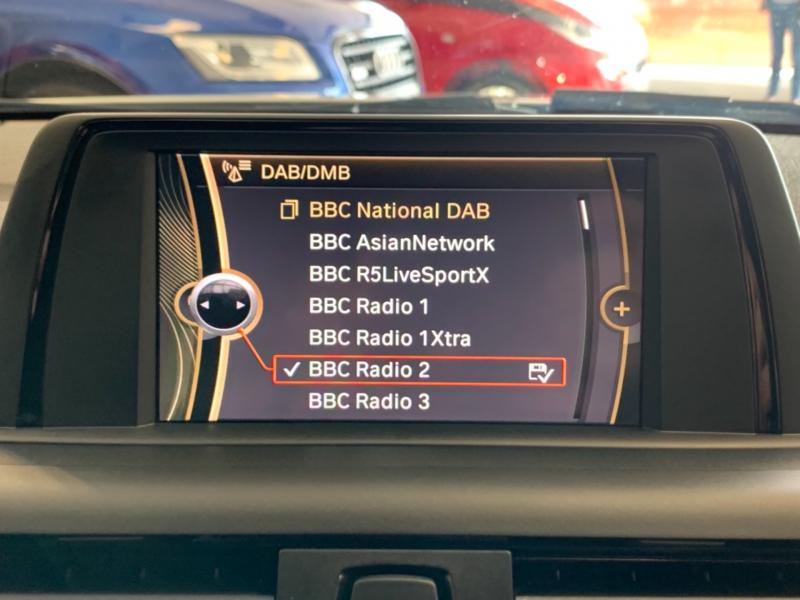 DAB/DMB
BBC National DAB
BBC AsianNetwork
BBC R5LiveSportX
BBC Radio 1
BBC Radio 1Xtra
BBC Radio 2
BBC Radio 3